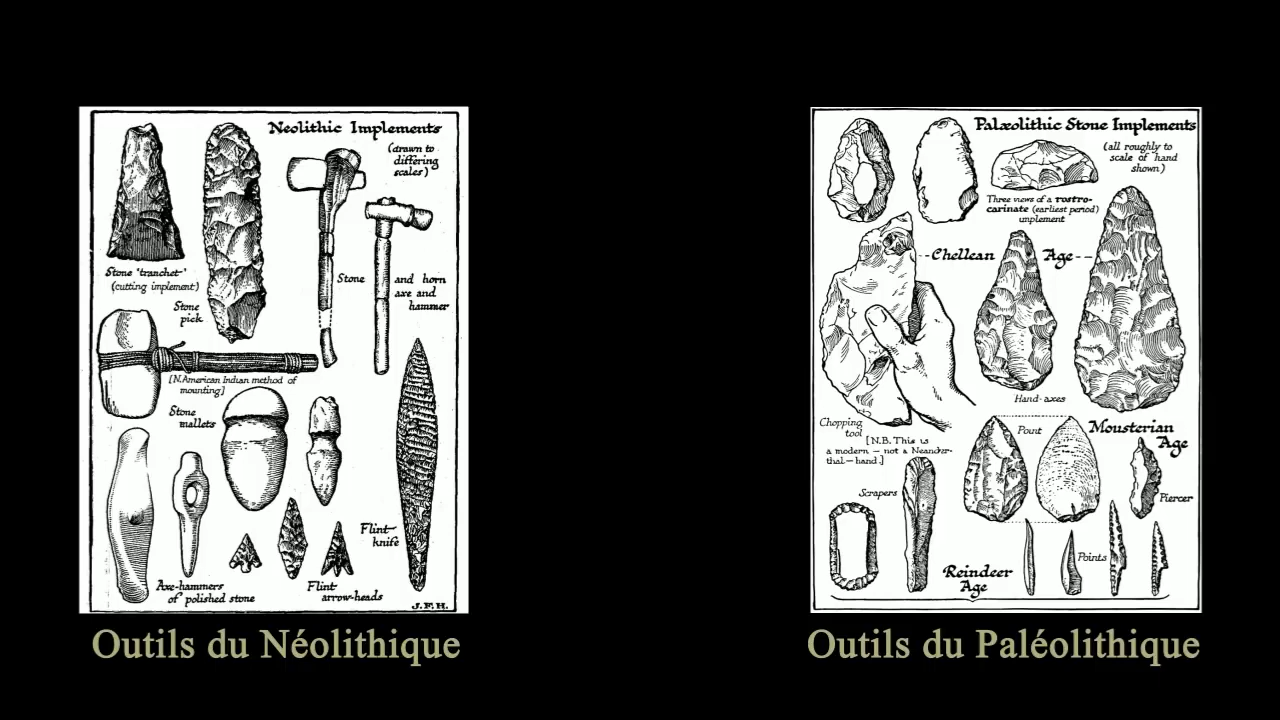 Neolithic Implements
(drawn to
differing
scales)
Stone 'tranchet'
(cutting implement)
Stone
pick
Stone
and horn
axe and
hammer
[N.American Indian method of
mounting]
Stone
mallets
Flint
knife
Axe-hammers
of polished stone
Flint
arrow-heads
J.F.H.
Outils du Néolithique
Palæolithic Stone Implements
(all roughly to
scale of hand
shown)
Three views of a rostro-
carinate (earliest period)
implement
Chellean Age
Hand-axes
Chopping
tool
[N.B. This is
a modern – not a Neander-
thal – hand.]
Point
Mousterian
Age
Piercer
Scrapers
Points
Reindeer
Age
Outils du Paléolithique